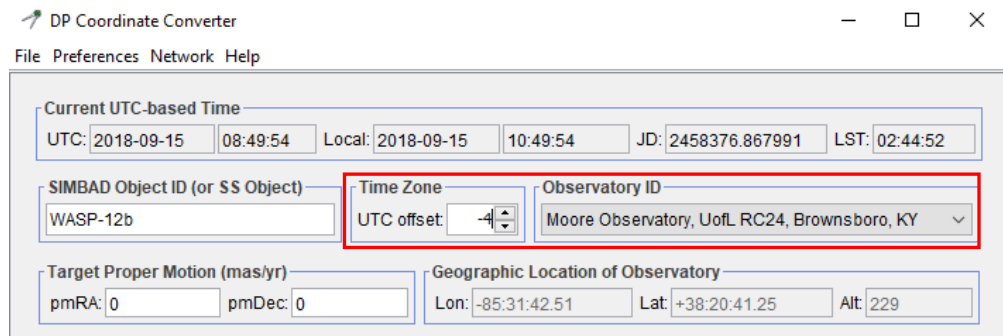 DP Coordinate Converter
File Preferences Network Help
Current UTC-based Time
UTC: 2018-09-15 08:49:54 Local: 2018-09-15 10:49:54 JD: 2458376.867991 LST: 02:44:52
SIMBAD Object ID (or SS Object) Time Zone Observatory ID
WASP-12b UTC offset: -4 Moore Observatory, UofL RC24, Brownsboro, KY
Target Proper Motion (mas/yr) Geographic Location of Observatory
pmRA: 0 pmDec: 0 Lon: -85:31:42.51 Lat: +38:20:41.25 Alt: 229